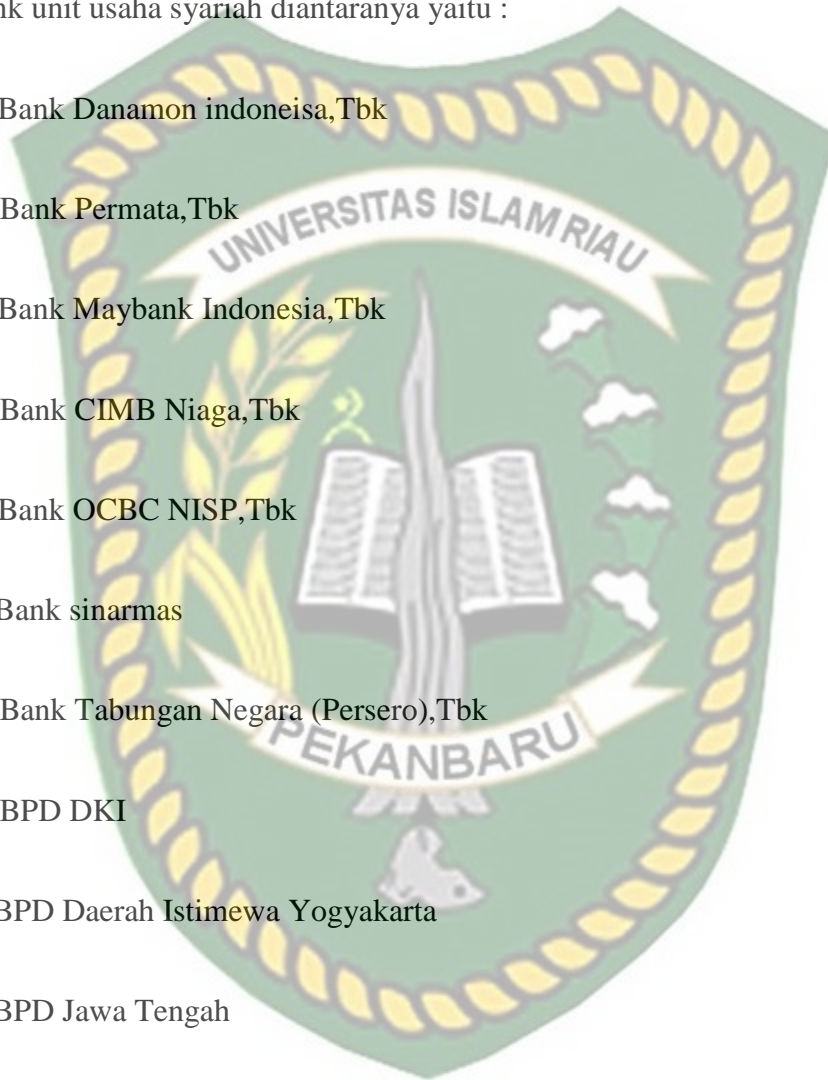 nk unit usaha syariah diantaranya yaitu :
Bank Danamon indoneisa,Tbk
Bank Permata,Tbk
UNIVERSITAS ISLAM RIAU
Bank Maybank Indonesia,Tbk
Bank CIMB Niaga,Tbk
Bank OCBC NISP,Tbk
Bank sinarmas
Bank Tabungan Negara (Persero),Tbk
PEKANBARU
BPD DKI
BPD Daerah Istimewa Yogyakarta
BPD Jawa Tengah